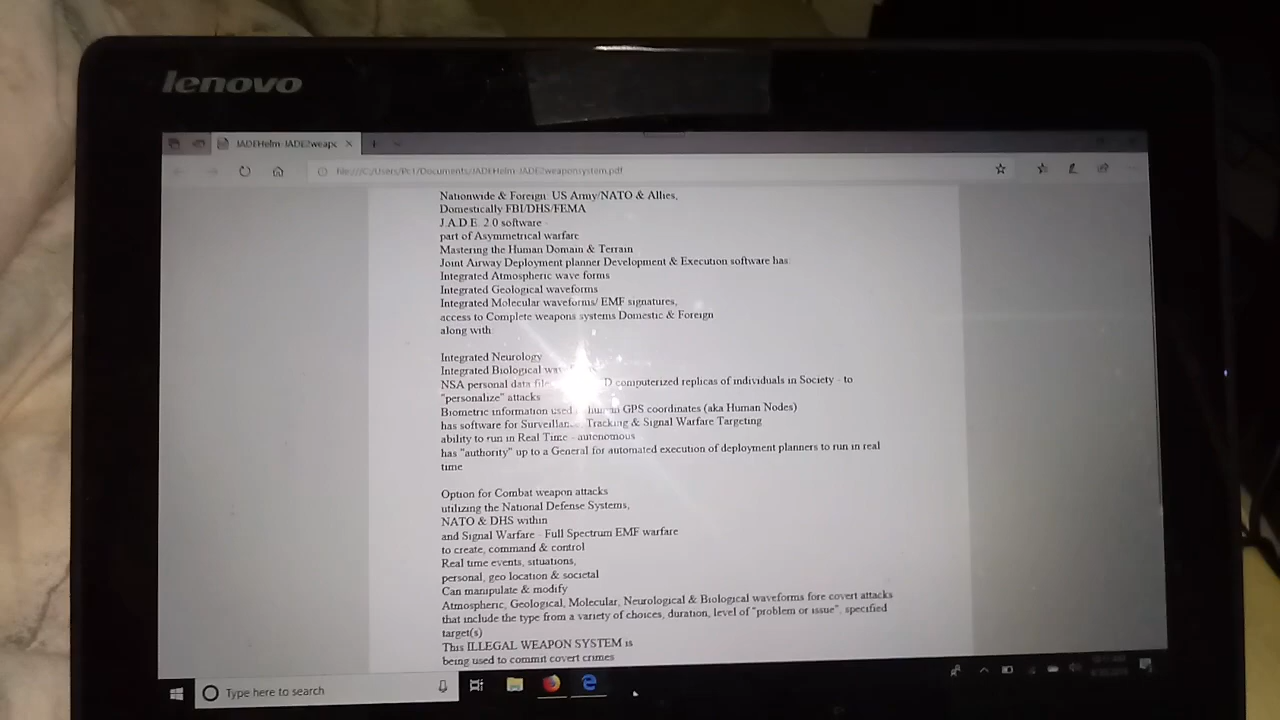 lenovo
JADEHelm-JADE2weapc
file:///C:/Users/Pc1/Documents/JADEHelm-JADE2weaponsystem.pdf
Nationwide & Foreign: US Army/NATO & Allies,
Domestically FBI/DHS/FEMA
J.A.D.E. 2.0 software
part of Asymmetrical warfare
Mastering the Human Domain & Terrain
Joint Airway Deployment planner Development & Execution software has:
Integrated Atmospheric wave forms
Integrated Geological waveforms
Integrated Molecular waveforms/ EMF signatures,
access to Complete weapons systems Domestic & Foreign
along with:
Integrated Neurology
Integrated Biological
NSA personal data D computerized replicas of individuals in Society - to
"personalize" attacks
Biometric information used human GPS coordinates (aka Human Nodes)
has software for Surveillance, Tracking & Signal Warfare Targeting
ability to run in Real Time - autonomous
has "authority" up to a General for automated execution of deployment planners to run in real
time
Option for Combat weapon attacks
utilizing the National Defense Systems,
NATO & DHS within
and Signal Warfare - Full Spectrum EMF warfare
to create, command & control
Real time events, situations,
personal, geo location & societal
Can manipulate & modify
Atmospheric, Geological, Molecular, Neurological & Biological waveforms fore covert attacks
that include the type from a variety of choices, duration, level of "problem or issue", specified
target(s)
This ILLEGAL WEAPON SYSTEM is
being used to commit covert crimes
Type here to search